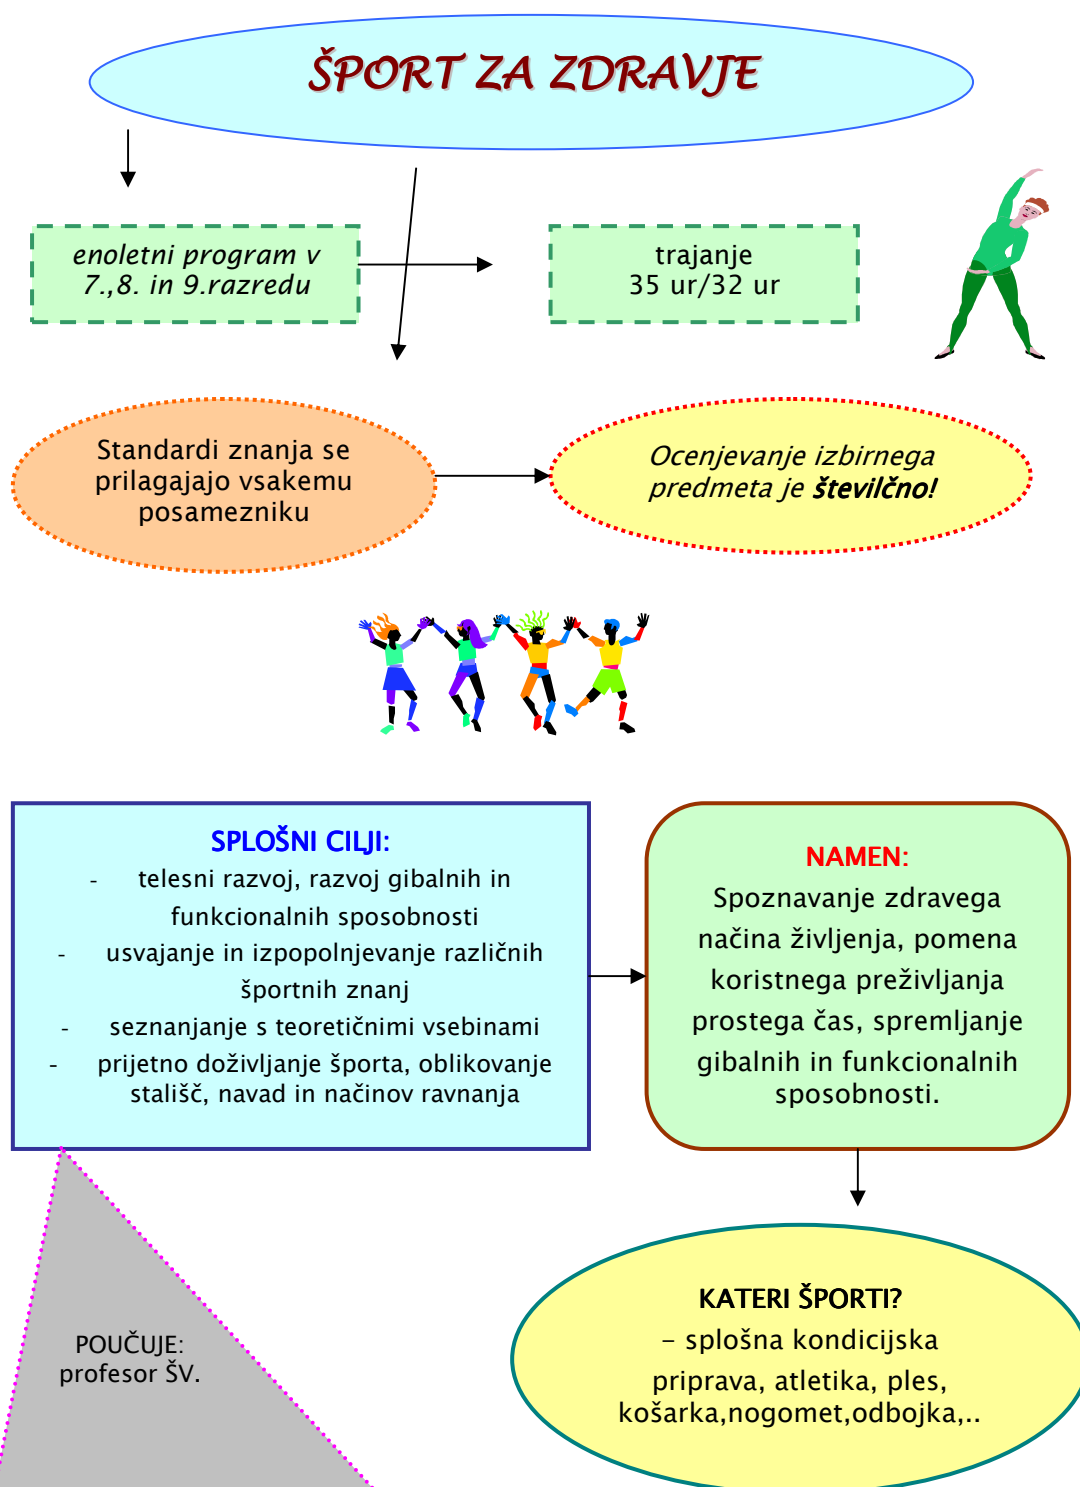 ŠPORT ZA ZDRAVJE
enoletni program v
7.,8. in 9.razredu
trajanje
35 ur/32 ur
Standardi znanja se
prilagajajo vsakemu
posamezniku
Ocenjevanje izbirnega
predmeta je številčno!
SPLOŠNI CILJI:
- telesni razvoj, razvoj gibalnih in
funkcionalnih sposobnosti
- usvajanje in izpopolnjevanje različnih
športnih znanj
- seznanjanje s teoretičnimi vsebinami
- prijetno doživljanje športa, oblikovanje
stališč, navad in načinov ravnanja
NAMEN:
Spoznavanje zdravega
načina življenja, pomena
koristnega preživljanja
prostega čas, spremljanje
gibalnih in funkcionalnih
sposobnosti.
POUČUJE:
profesor ŠV.
KATERI ŠPORTI?
– splošna kondicijska
priprava, atletika, ples,
košarka,nogomet,odbojka,..